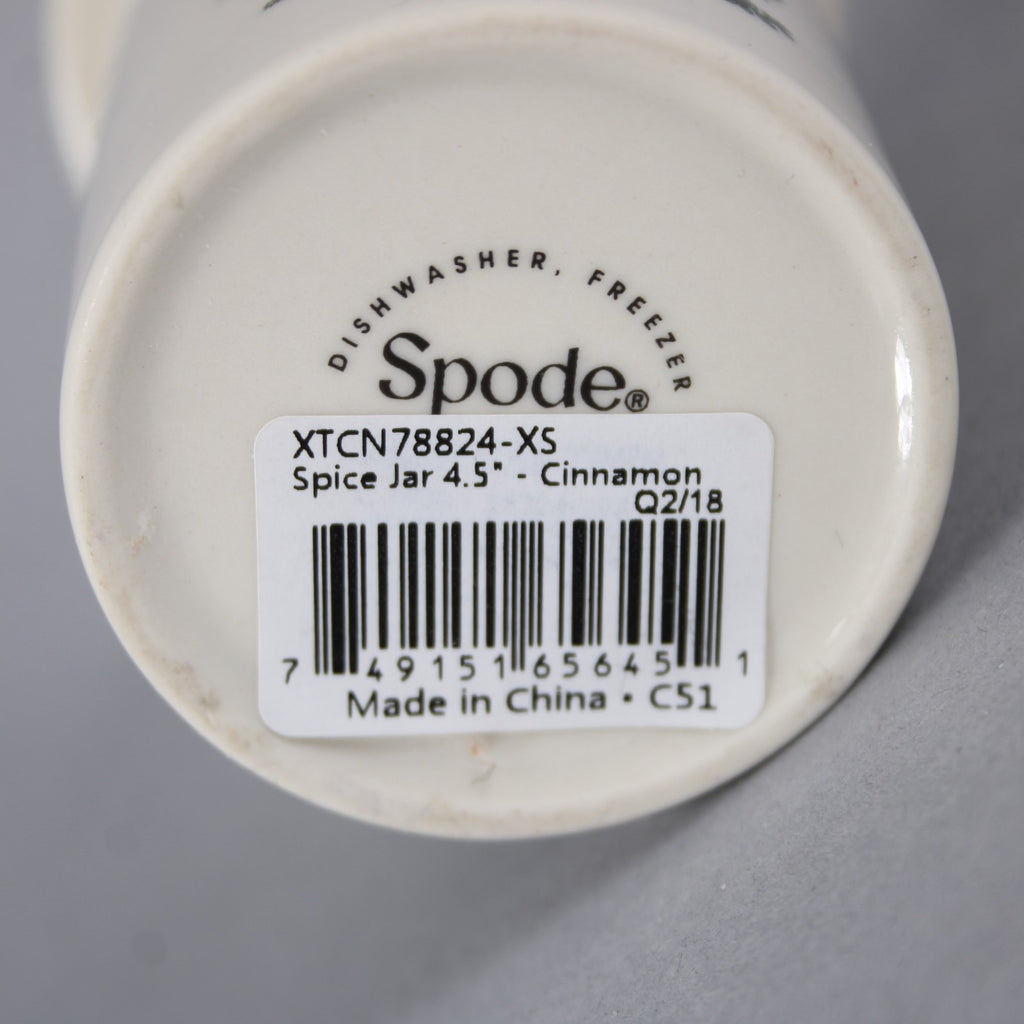 DISHWASHER, FREEZER
Spode®
XTCN78824-XS
Spice Jar 4.5" - Cinnamon
Q2/18
7 49151 65645 1
Made in China • C51